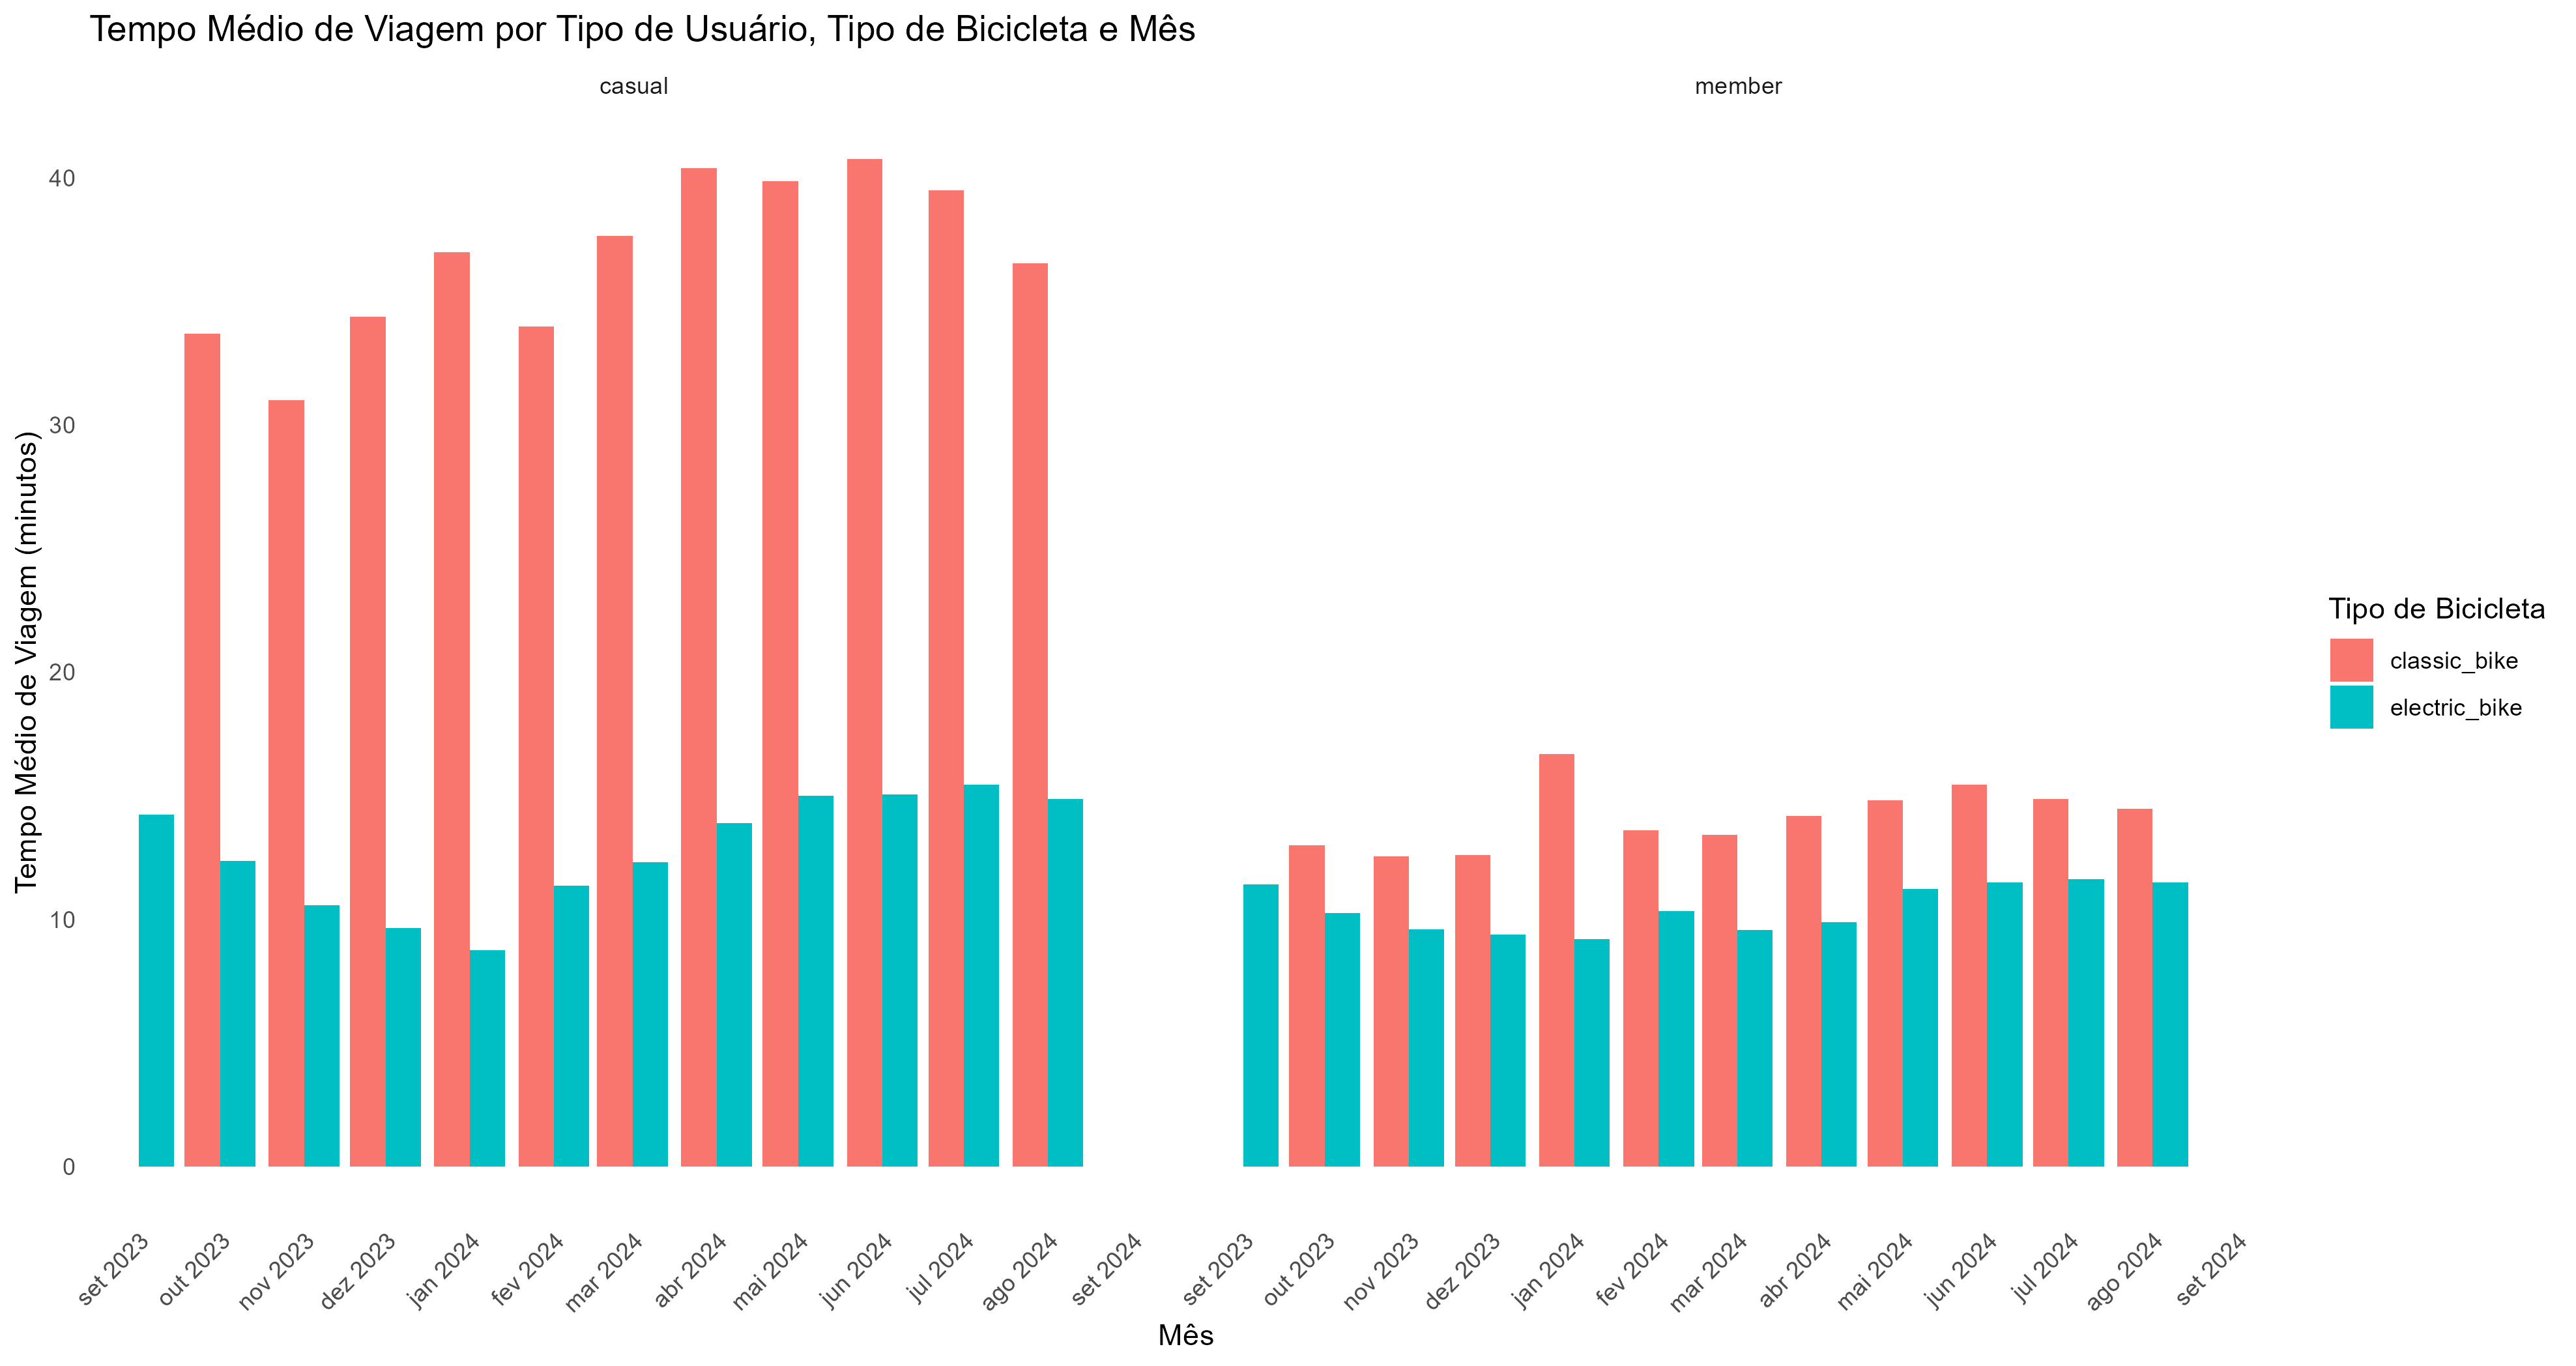 Tempo Médio de Viagem por Tipo de Usuário, Tipo de Bicicleta e Mês
casual
member
Tempo Médio de Viagem (minutos)
40
30
20
10
0
set 2023
out 2023
nov 2023
dez 2023
jan 2024
fev 2024
mar 2024
abr 2024
mai 2024
jun 2024
jul 2024
ago 2024
set 2024
set 2023
out 2023
nov 2023
dez 2023
jan 2024
fev 2024
mar 2024
abr 2024
mai 2024
jun 2024
jul 2024
ago 2024
set 2024
Mês
Tipo de Bicicleta
classic_bike
electric_bike